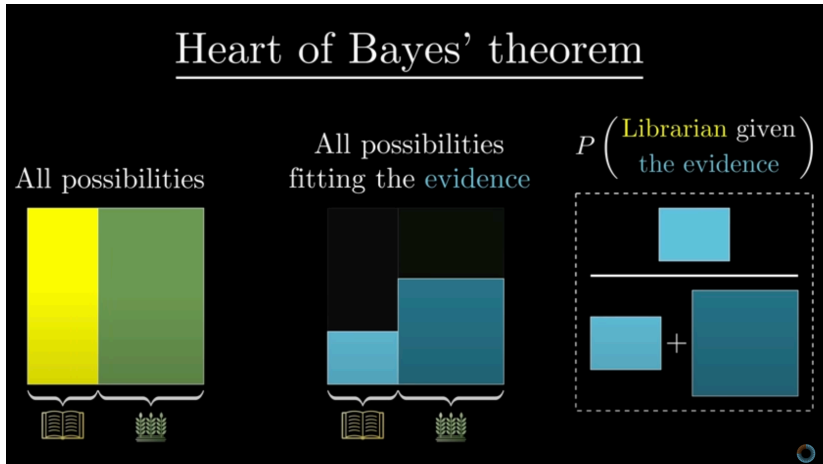 Heart of Bayes' theorem
All possibilities
All possibilities
fitting the evidence
P(Librarian given
the evidence)
+